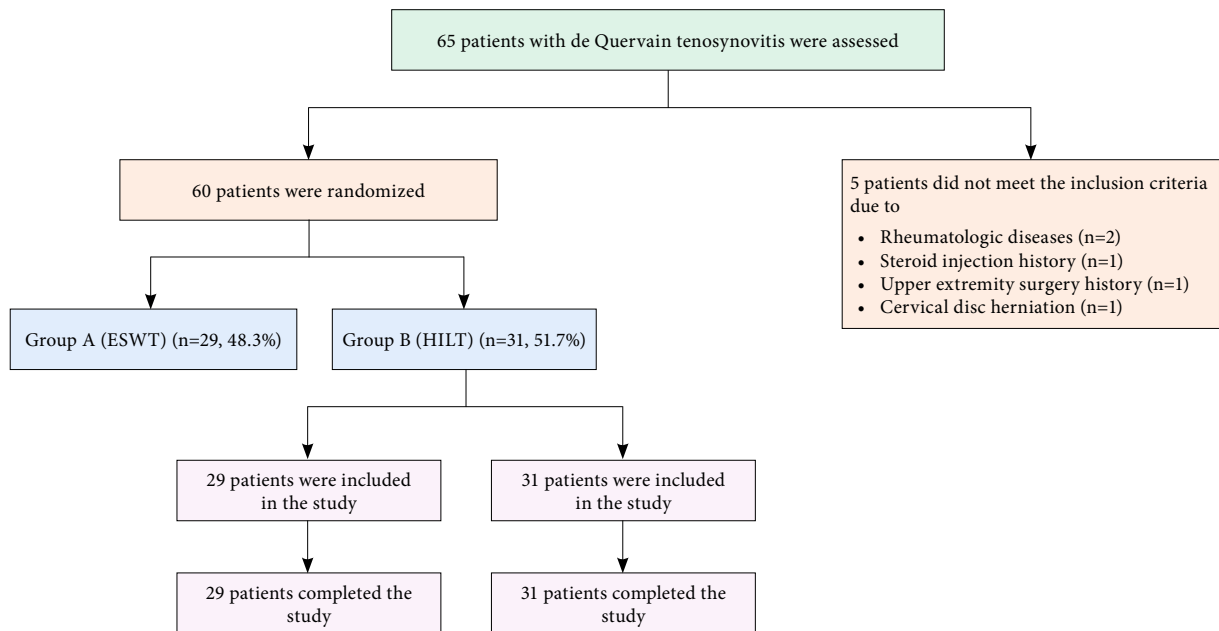 65 patients with de Quervain tenosynovitis were assessed
60 patients were randomized
5 patients did not meet the inclusion criteria
due to
• Rheumatologic diseases (n=2)
• Steroid injection history (n=1)
• Upper extremity surgery history (n=1)
• Cervical disc herniation (n=1)
Group A (ESWT) (n=29, 48.3%)
Group B (HILT) (n=31, 51.7%)
29 patients were included
in the study
31 patients were included
in the study
29 patients completed the
study
31 patients completed the
study